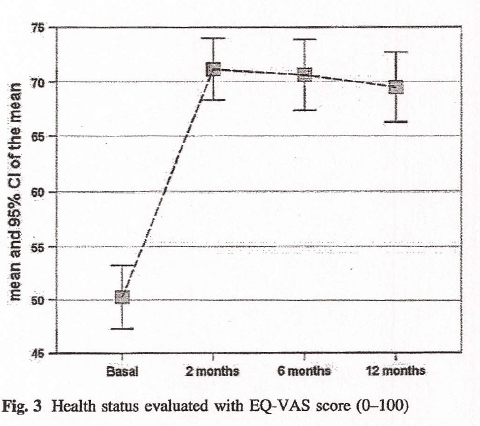 75
70
65
60
55
50
45
mean and 95% CI of the mean
Basal
2 months
6 months
12 months
Fig. 3 Health status evaluated with EQ-VAS score (0–100)